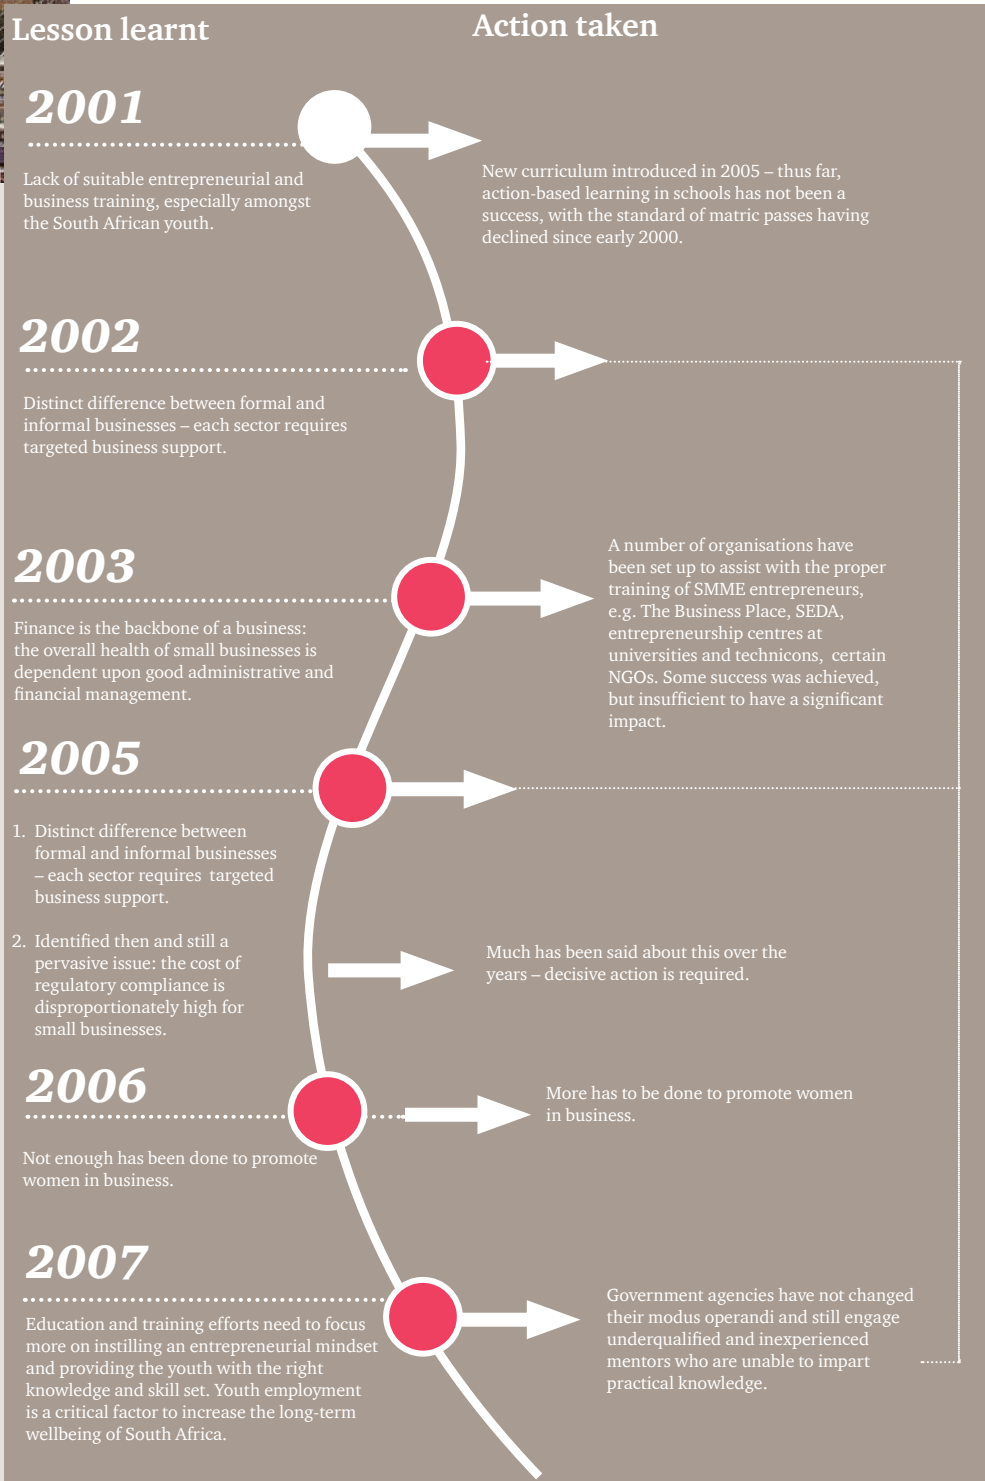 Lesson learnt
Action taken
2001
Lack of suitable entrepreneurial and
business training, especially amongst
the South African youth.
New curriculum introduced in 2005 – thus far,
action-based learning in schools has not been a
success, with the standard of matric passes having
declined since early 2000.
2002
Distinct difference between formal and
informal businesses – each sector requires
targeted business support.
2003
Finance is the backbone of a business:
the overall health of small businesses is
dependent upon good administrative and
financial management.
A number of organisations have
been set up to assist with the proper
training of SMME entrepreneurs,
e.g. The Business Place, SEDA,
entrepreneurship centres at
universities and technicons, certain
NGOs. Some success was achieved,
but insufficient to have a significant
impact.
2005
1. Distinct difference between
formal and informal businesses
– each sector requires targeted
business support.
2. Identified then and still a
pervasive issue: the cost of
regulatory compliance is
disproportionately high for
small businesses.
Much has been said about this over the
years – decisive action is required.
2006
Not enough has been done to promote
women in business.
More has to be done to promote women
in business.
2007
Education and training efforts need to focus
more on instilling an entrepreneurial mindset
and providing the youth with the right
knowledge and skill set. Youth employment
is a critical factor to increase the long-term
wellbeing of South Africa.
Government agencies have not changed
their modus operandi and still engage
underqualified and inexperienced
mentors who are unable to impart
practical knowledge.